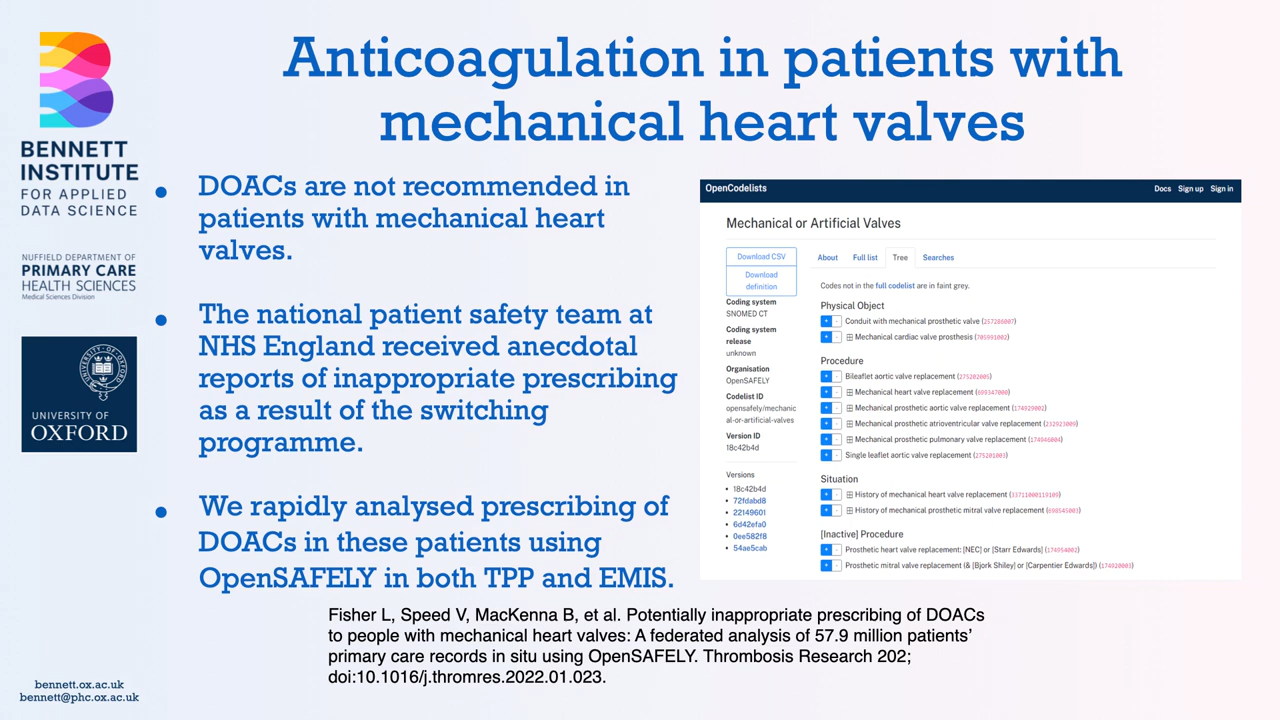 Anticoagulation in patients with
mechanical heart valves
BENNETT
INSTITUTE
FOR APPLIED
DATA SCIENCE
NUFFIELD DEPARTMENT OF
PRIMARY CARE
HEALTH SCIENCES
Medical Sciences Division
UNIVERSITY OF
OXFORD
• DOACs are not recommended in
patients with mechanical heart
valves.
• The national patient safety team at
NHS England received anecdotal
reports of inappropriate prescribing
as a result of the switching
programme.
• We rapidly analysed prescribing of
DOACs in these patients using
OpenSAFELY in both TPP and EMIS.
OpenCodelists
Docs Sign up Sign in
Mechanical or Artificial Valves
Download CSV
Download
definition
Coding system
SNOMED CT
Coding system
release
unknown
Organisation
OpenSAFELY
Codelist ID
opensafely/mechanic
al-or-artificial-valves
Version ID
18c42b4d
Versions
• 18c42b4d
• 72fdabd8
• 22149601
• 6d42efa0
• 0ee582f8
• 54ae5cab
About Full list Tree Searches
Codes not in the full codelist are in faint grey.
Physical Object
+ - Conduit with mechanical prosthetic valve (257286007)
+ - ⊞ Mechanical cardiac valve prosthesis (705991002)
Procedure
+ - Bileaflet aortic valve replacement (275202005)
+ - ⊞ Mechanical heart valve replacement (699347000)
+ - ⊞ Mechanical prosthetic aortic valve replacement (174929002)
+ - ⊞ Mechanical prosthetic atrioventricular valve replacement (232923009)
+ - ⊞ Mechanical prosthetic pulmonary valve replacement (174946004)
+ - Single leaflet aortic valve replacement (275201003)
Situation
+ - ⊞ History of mechanical heart valve replacement (33711000119109)
+ - ⊞ History of mechanical prosthetic mitral valve replacement (698545003)
[Inactive] Procedure
+ - Prosthetic heart valve replacement: [NEC] or [Starr Edwards] (174954002)
+ - Prosthetic mitral valve replacement (& [Bjork Shiley] or [Carpentier Edwards]) (174920003)
Fisher L, Speed V, MacKenna B, et al. Potentially inappropriate prescribing of DOACs
to people with mechanical heart valves: A federated analysis of 57.9 million patients’
primary care records in situ using OpenSAFELY. Thrombosis Research 202;
doi:10.1016/j.thromres.2022.01.023.
bennett.ox.ac.uk
bennett@phc.ox.ac.uk